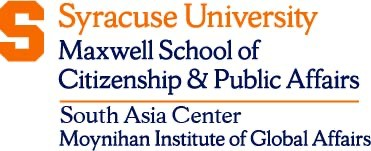 S Syracuse University
Maxwell School of
Citizenship & Public Affairs
South Asia Center
Moynihan Institute of Global Affairs